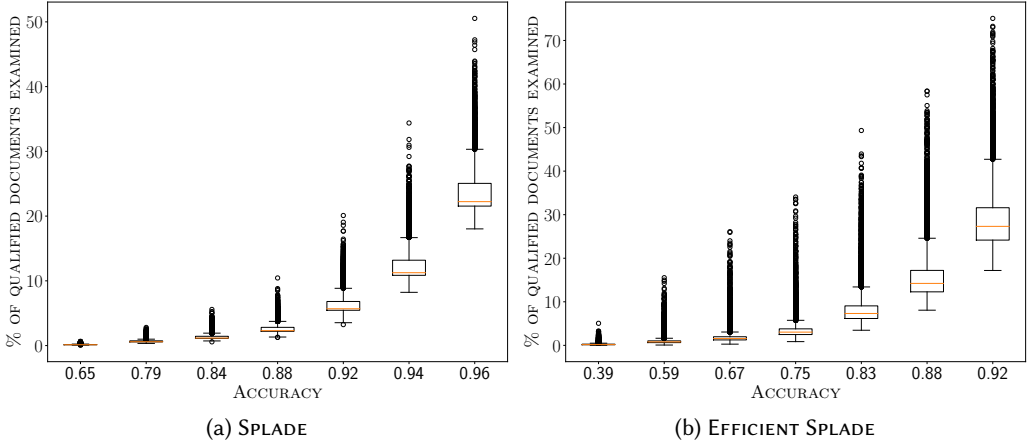 % OF QUALIFIED DOCUMENTS EXAMINED
50
40
30
20
10
0
0.65 0.79 0.84 0.88 0.92 0.94 0.96
ACCURACY
(a) SPLADE
% OF QUALIFIED DOCUMENTS EXAMINED
70
60
50
40
30
20
10
0
0.39 0.59 0.67 0.75 0.83 0.88 0.92
ACCURACY
(b) EFFICIENT SPLADE